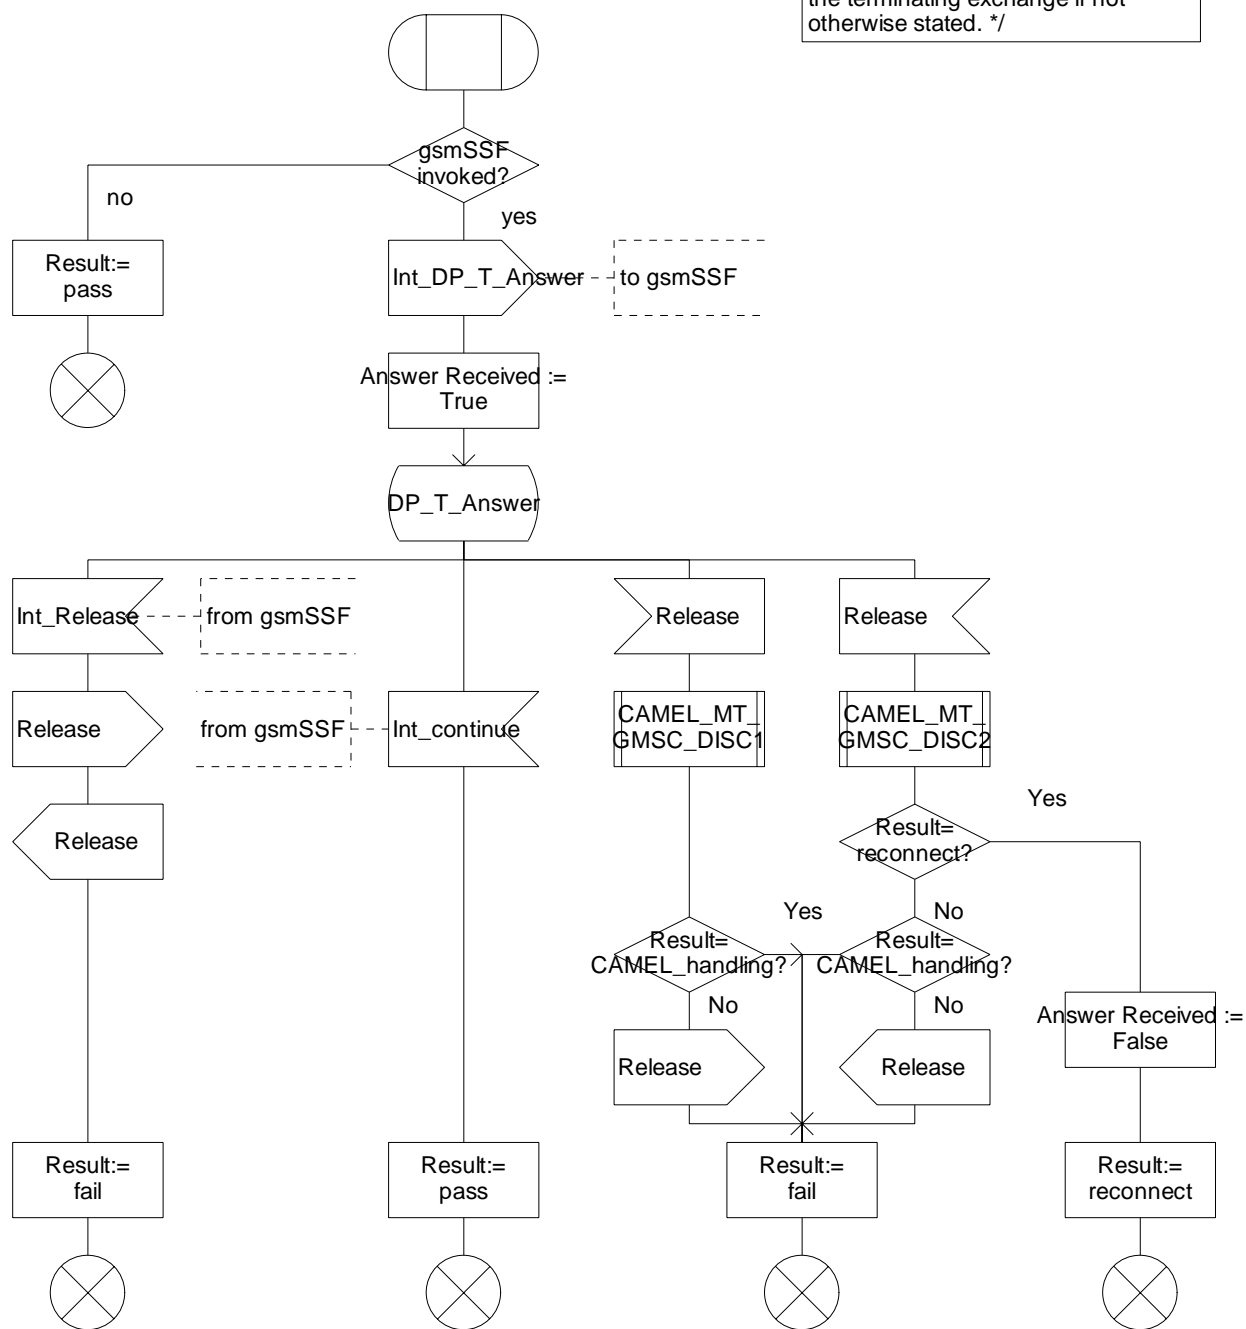 the terminating exchange if not
otherwise stated. */
gsmSSF
invoked?
no
yes
Result:=
pass
Int_DP_T_Answer
to gsmSSF
Answer Received :=
True
DP_T_Answer
Int_Release
from gsmSSF
Release
Release
Release
from gsmSSF
Int_continue
CAMEL_MT_
GMSC_DISC1
CAMEL_MT_
GMSC_DISC2
Release
Result=
reconnect?
Yes
Yes
No
Result=
CAMEL_handling?
Result=
CAMEL_handling?
No
No
Answer Received :=
False
Release
Release
Result:=
fail
Result:=
pass
Result:=
fail
Result:=
reconnect